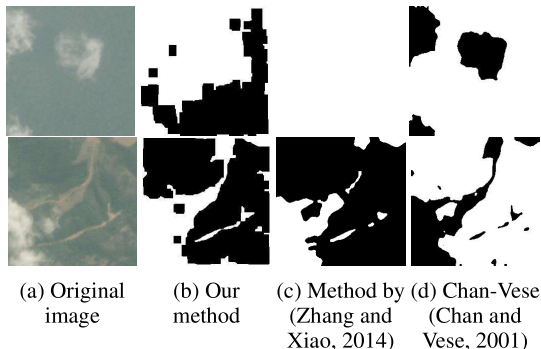 (a) Original image
(b) Our method
(c) Method by (Zhang and Xiao, 2014)
(d) Chan-Vese (Chan and Vese, 2001)